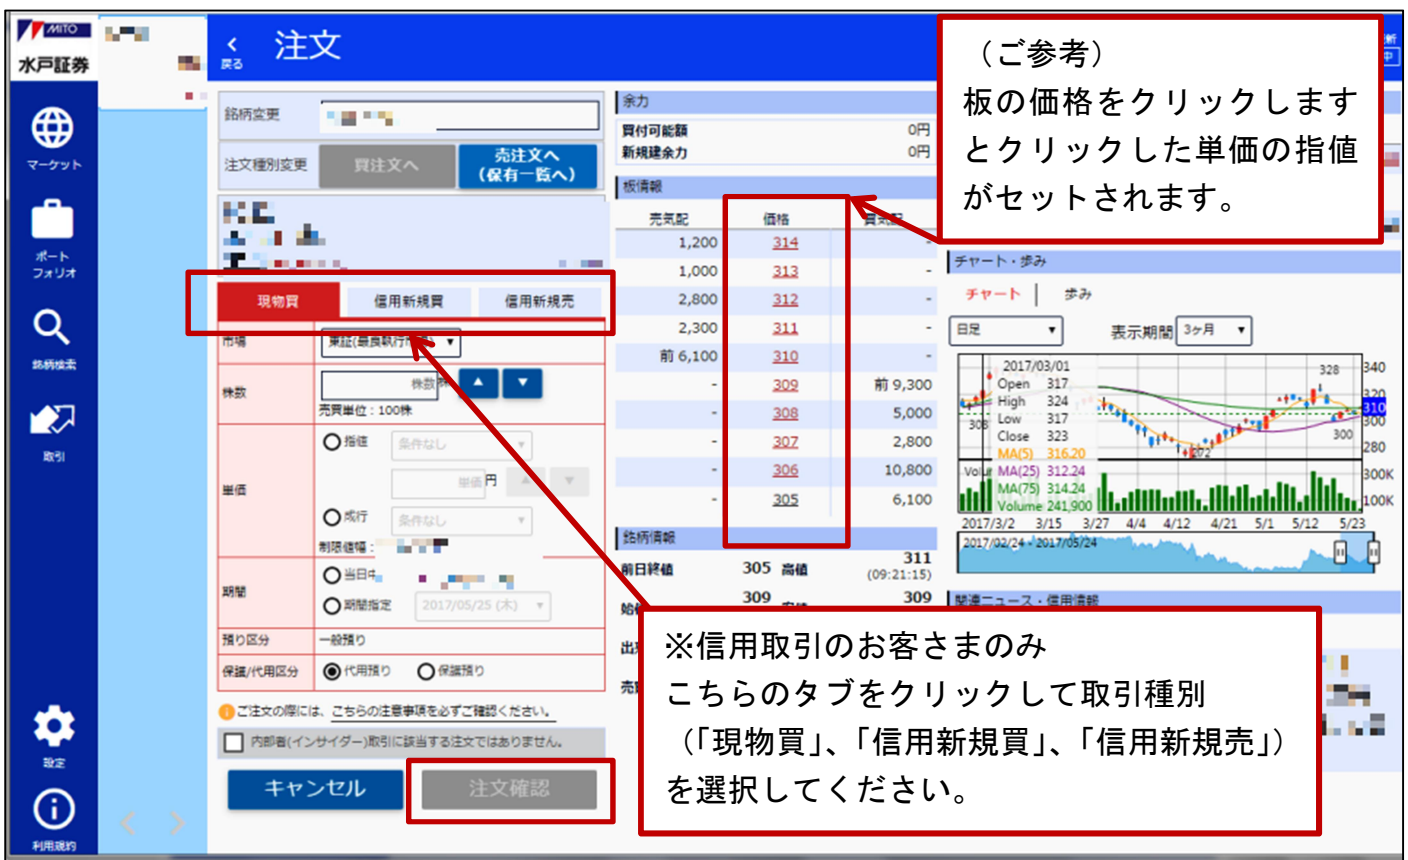 MITO
水戸証券
マーケット
ポート
フォリオ
銘柄検索
取引
設定
利用規約
戻る
注文
銘柄変更
注文種別変更
買注文へ
売注文へ
(保有一覧へ)
現物買
信用新規買
信用新規売
市場
東証(最良執行市場)
株数
株数
売買単位：100株
単価
指値
条件なし
単価 円
成行
条件なし
制限値幅：
期間
当日中
期間指定
2017/05/25 (木)
預り区分
一般預り
保護/代用区分
代用預り
保護預り
ご注文の際には、こちらの注意事項を必ずご確認ください。
内部者(インサイダー)取引に該当する注文ではありません。
キャンセル
注文確認
余力
買付可能額 0円
新規建余力 0円
板情報
売気配 価格 買気配
1,200 314 -
1,000 313 -
2,800 312 -
2,300 311 -
前 6,100 310 -
- 309 前 9,300
- 308 5,000
- 307 2,800
- 306 10,800
- 305 6,100
銘柄情報
前日終値 305 高値 311
(09:21:15)
309 309
（ご参考）
板の価格をクリックします
とクリックした単価の指値
がセットされます。
チャート・歩み
チャート
歩み
日足
表示期間 3ヶ月
2017/03/01
Open 317
High 324
Low 317
Close 323
MA(5) 316.20
MA(25) 312.24
MA(75) 314.24
Volume 241,900
328
300
340
320
310
300
280
300K
100K
2017/3/2 3/15 3/27 4/4 4/12 4/21 5/1 5/12 5/23
2017/02/24 - 2017/05/24
関連ニュース・信用情報
※信用取引のお客さまのみ
こちらのタブをクリックして取引種別
（「現物買」、「信用新規買」、「信用新規売」）
を選択してください。